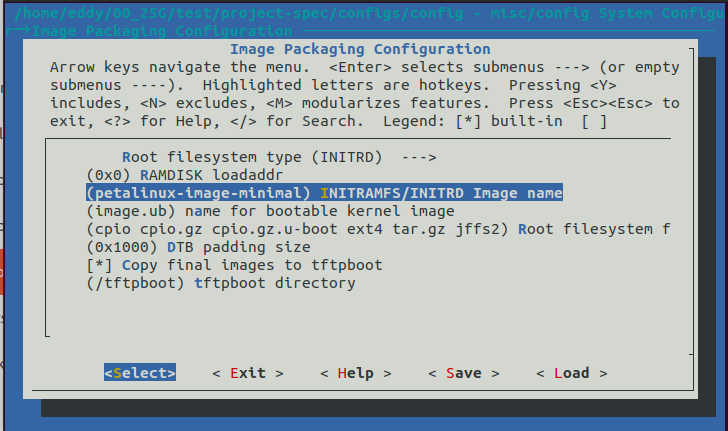 /home/eddy/00_25G/test/project-spec/configs/config - misc/config System Configu
r→Image Packaging Configuration
Image Packaging Configuration
Arrow keys navigate the menu.  <Enter> selects submenus ---> (or empty
submenus ----).  Highlighted letters are hotkeys.  Pressing <Y>
includes, <N> excludes, <M> modularizes features.  Press <Esc><Esc> to
exit, <?> for Help, </> for Search.  Legend: [*] built-in  [ ]
Root filesystem type (INITRD)  --->
(0x0) RAMDISK loadaddr
(petalinux-image-minimal) INITRAMFS/INITRD Image name
(image.ub) name for bootable kernel image
(cpio cpio.gz cpio.gz.u-boot ext4 tar.gz jffs2) Root filesystem f
(0x1000) DTB padding size
[*] Copy final images to tftpboot
(/tftpboot) tftpboot directory
<Select>    < Exit >    < Help >    < Save >    < Load >